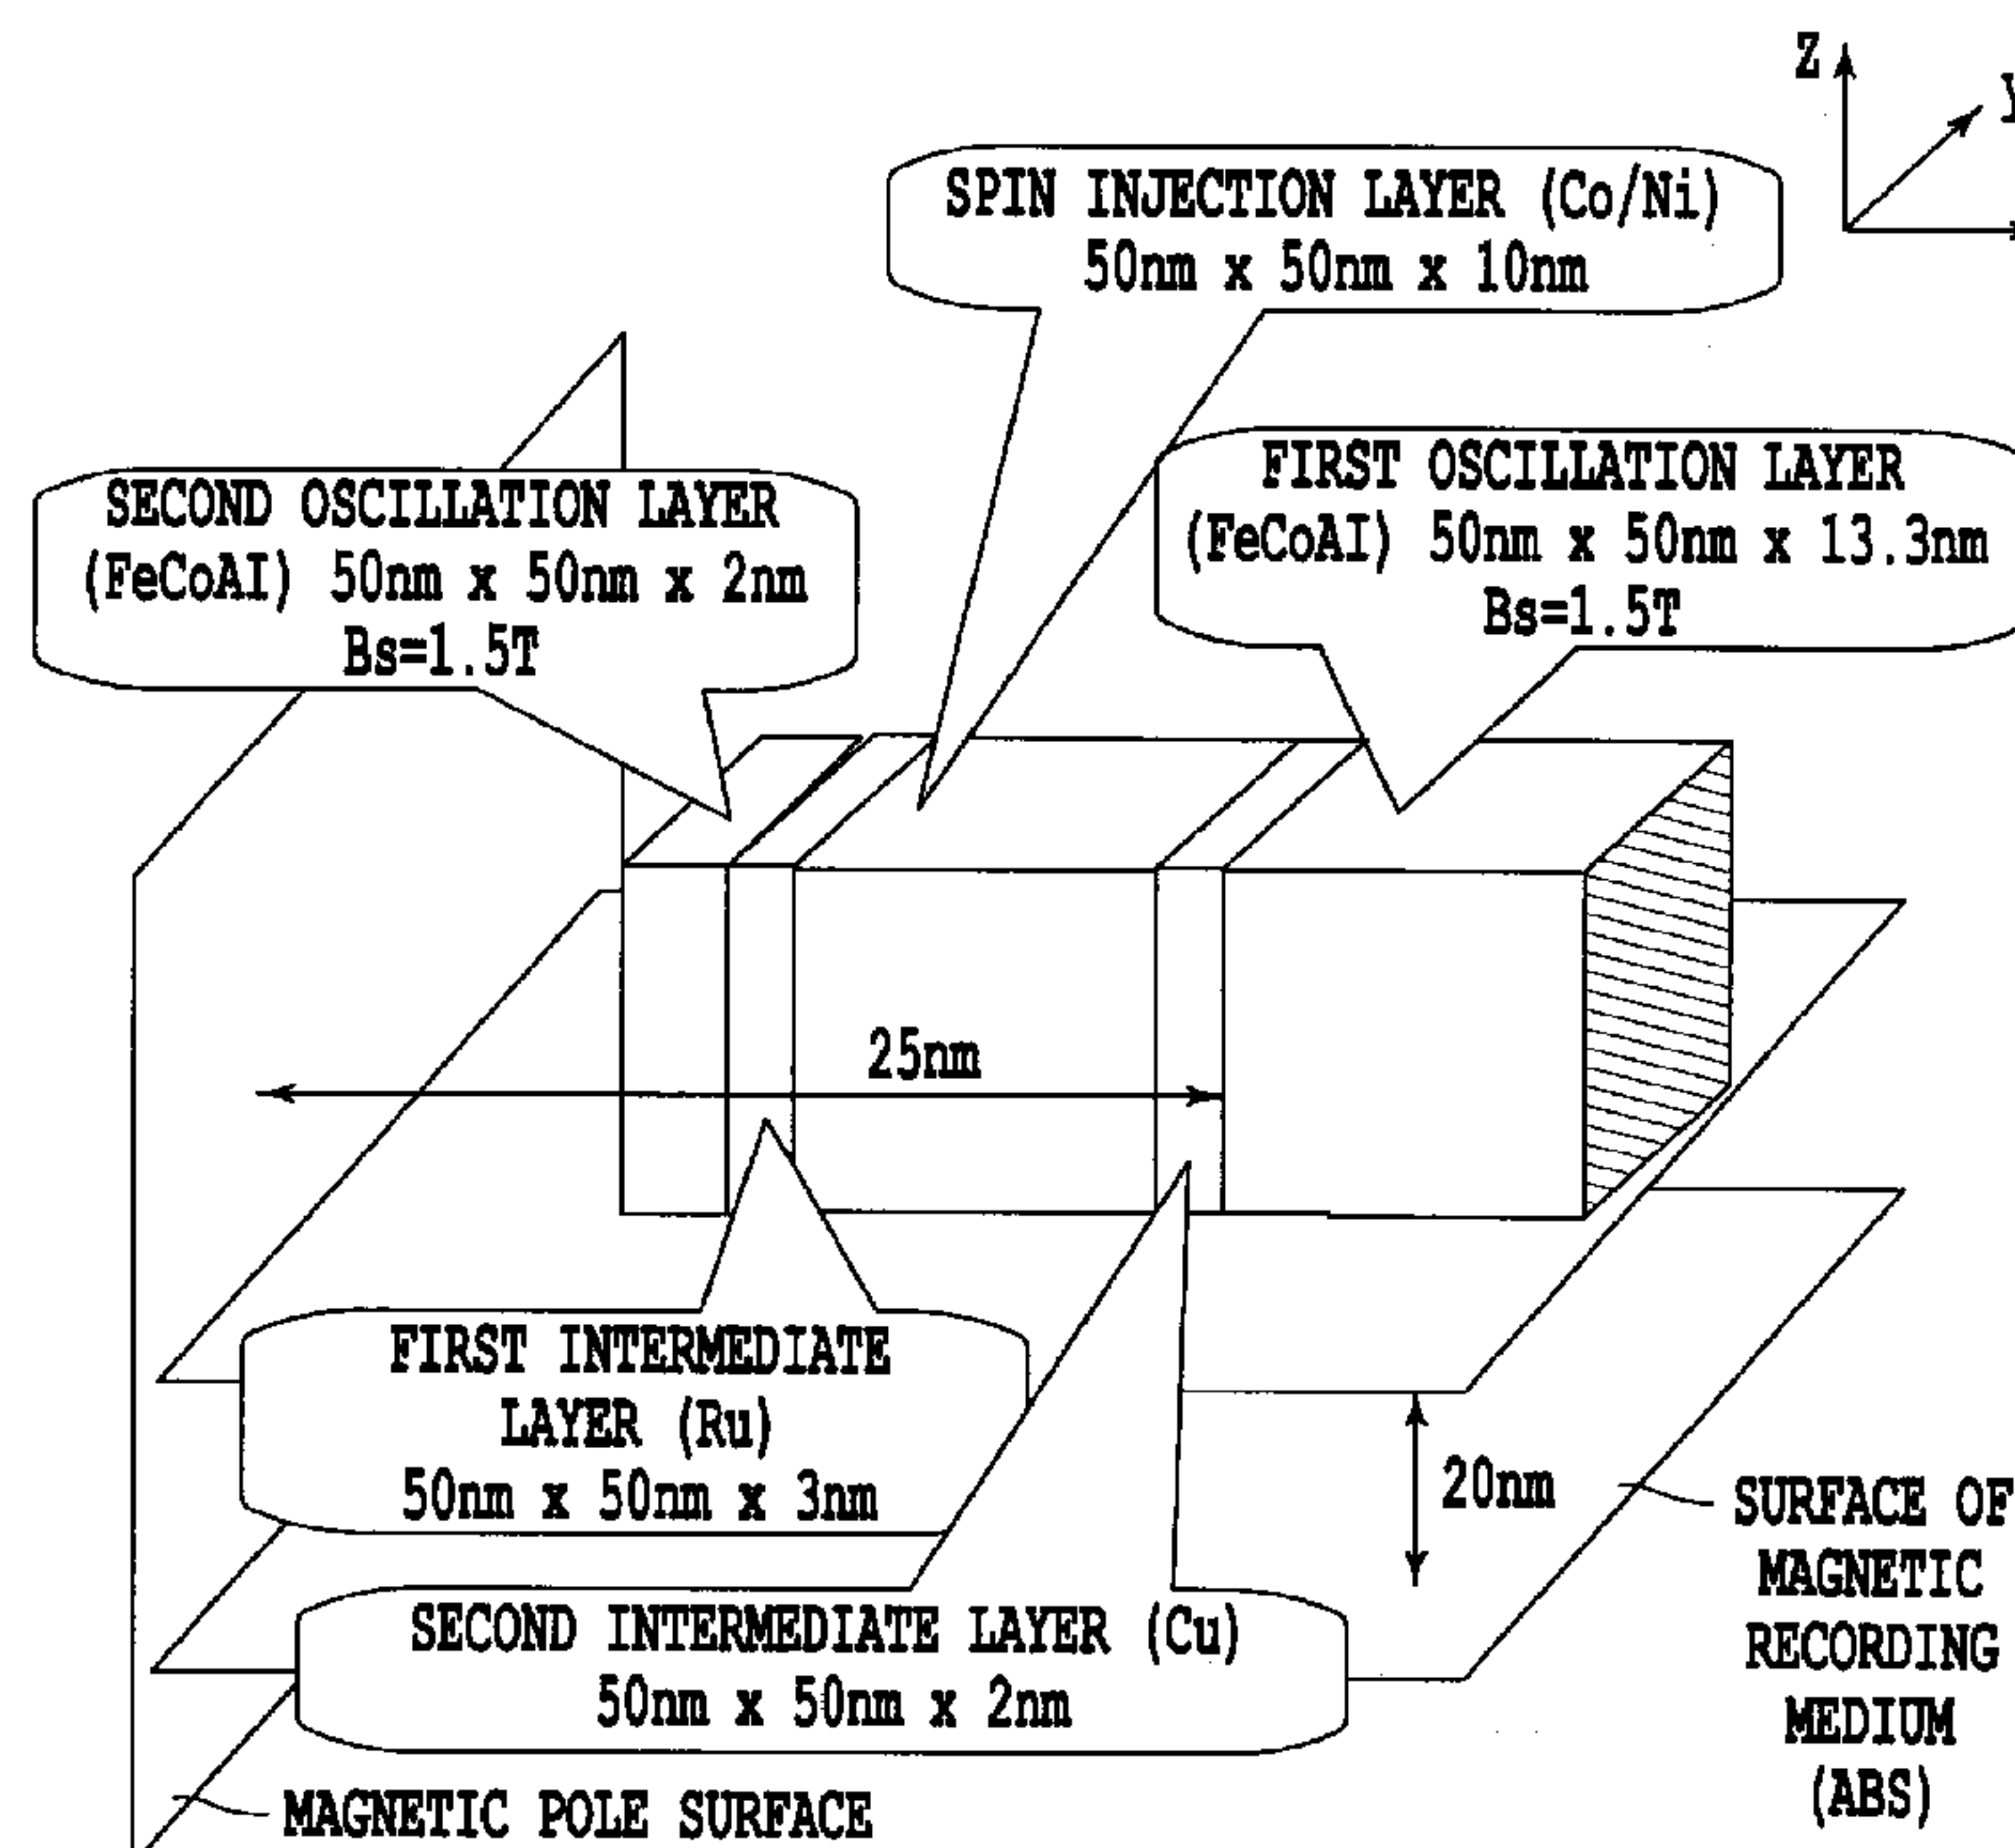 Z
Y
SPIN INJECTION LAYER (Co/Ni)
50nm x 50nm x 10nm
FIRST OSCILLATION LAYER
(FeCoAI) 50nm x 50nm x 13.3nm
Bs=1.5T
SECOND OSCILLATION LAYER
(FeCoAI) 50nm x 50nm x 2nm
Bs=1.5T
25nm
FIRST INTERMEDIATE
LAYER (Ru)
50nm x 50nm x 3nm
20nm
SURFACE OF
MAGNETIC
RECORDING
MEDIUM
(ABS)
SECOND INTERMEDIATE LAYER (Cu)
50nm x 50nm x 2nm
MAGNETIC POLE SURFACE